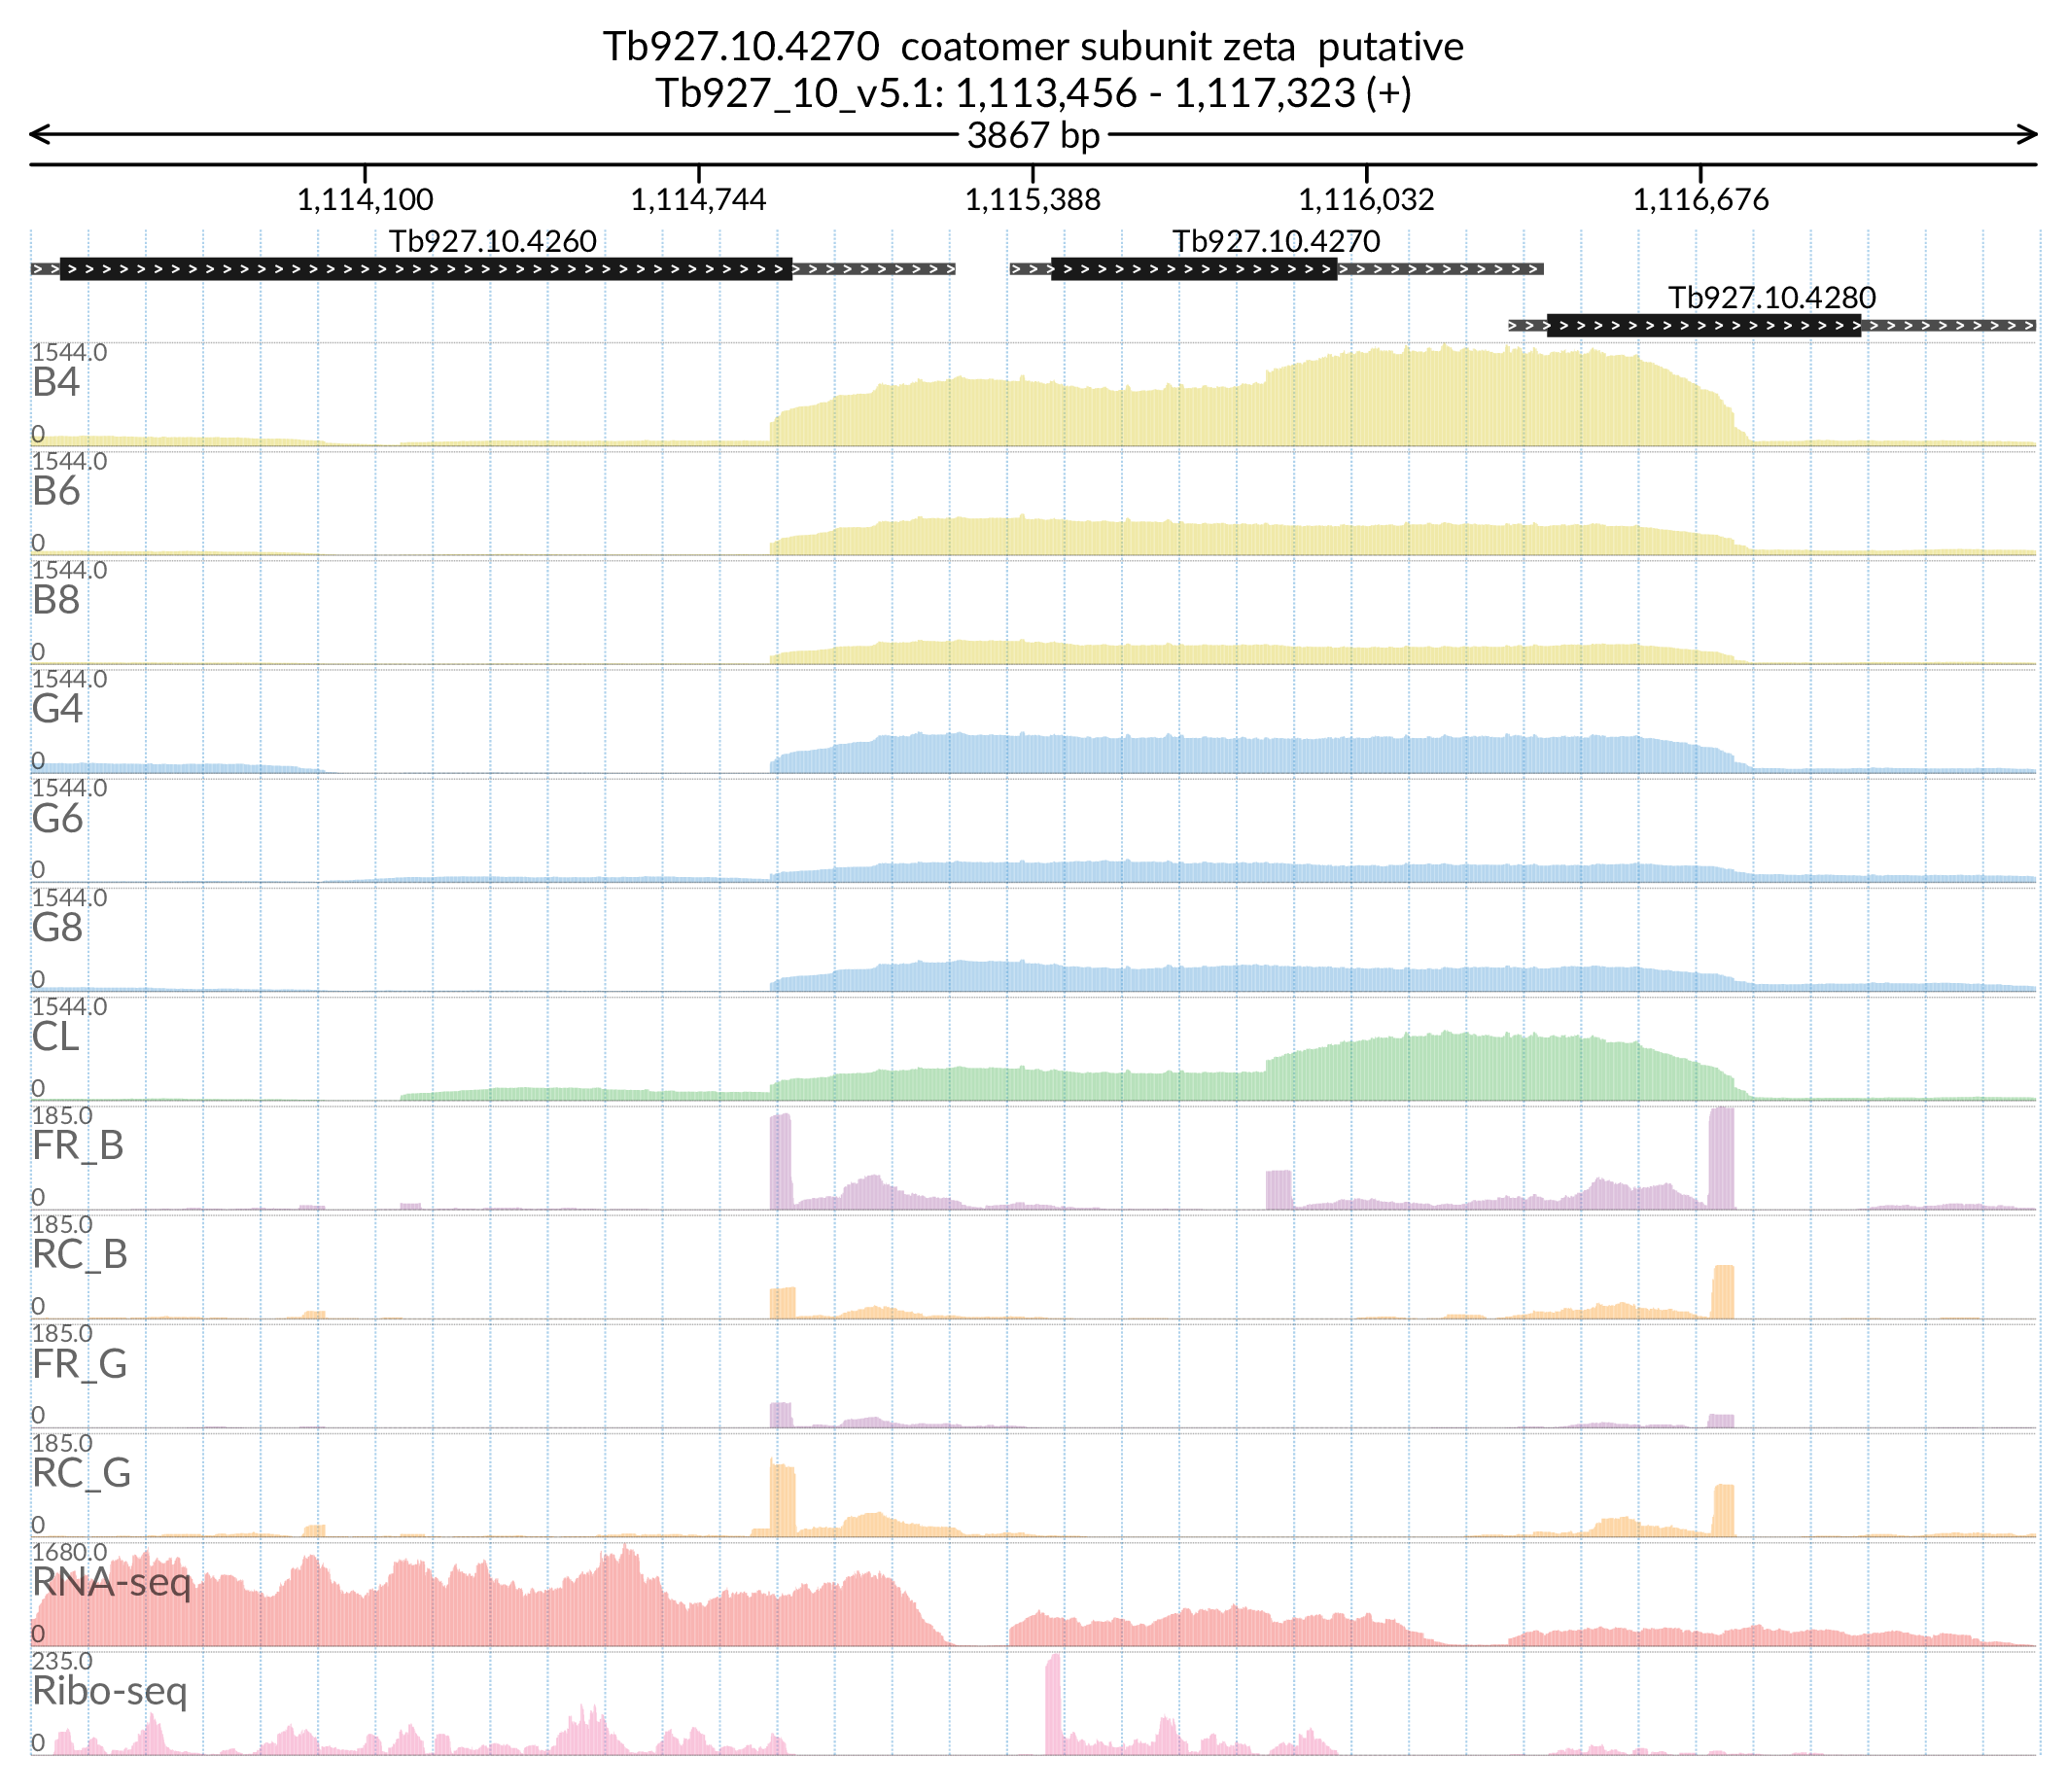 Tb927.10.4270  coatomer subunit zeta  putative
Tb927_10_v5.1: 1,113,456 - 1,117,323 (+)
3867 bp
1,114,100 1,114,744 1,115,388 1,116,032 1,116,676
Tb927.10.4260 Tb927.10.4270
Tb927.10.4280
1544.0
B4
0
1544.0
B6
0
1544.0
B8
0
1544.0
G4
0
1544.0
G6
0
1544.0
G8
0
1544.0
CL
0
185.0
FR_B
0
185.0
RC_B
0
185.0
FR_G
0
185.0
RC_G
0
1680.0
RNA-seq
0
235.0
Ribo-seq
0